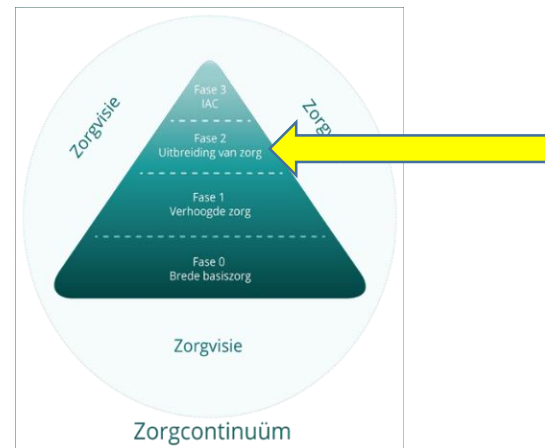 Fase 3
IAC
Zorgvisie
Fase 2
Uitbreiding van zorg
Fase 1
Verhoogde zorg
Fase 0
Brede basiszorg
Zorgvisie
Zorgcontinuüm